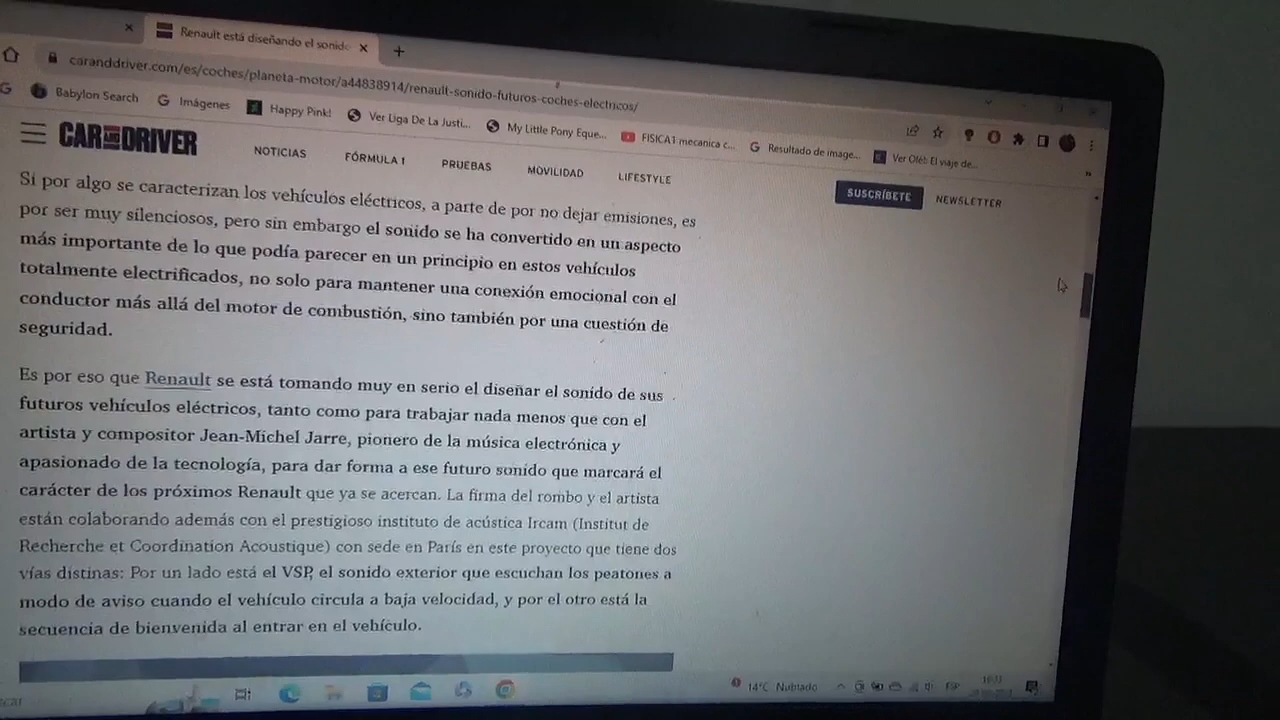 Renault está diseñando el sonido
caranddriver.com/es/coches/planeta-motor/a44838914/renault-sonido-futuros-coches-electricos/
Babylon Search Imágenes Happy Pink! Ver Liga De La Justi... My Little Pony Eque... FISICA1 mecanica c... Resultado de image... Ver Olé! El viaje de...
CAR AND DRIVER
NOTICIAS FÓRMULA 1 PRUEBAS MOVILIDAD LIFESTYLE
SUSCRÍBETE NEWSLETTER
Si por algo se caracterizan los vehículos eléctricos, a parte de por no dejar emisiones, es
por ser muy silenciosos, pero sin embargo el sonido se ha convertido en un aspecto
más importante de lo que podía parecer en un principio en estos vehículos
totalmente electrificados, no solo para mantener una conexión emocional con el
conductor más allá del motor de combustión, sino también por una cuestión de
seguridad.
Es por eso que Renault se está tomando muy en serio el diseñar el sonido de sus
futuros vehículos eléctricos, tanto como para trabajar nada menos que con el
artista y compositor Jean-Michel Jarre, pionero de la música electrónica y
apasionado de la tecnología, para dar forma a ese futuro sonido que marcará el
carácter de los próximos Renault que ya se acercan. La firma del rombo y el artista
están colaborando además con el prestigioso instituto de acústica Ircam (Institut de
Recherche et Coordination Acoustique) con sede en París en este proyecto que tiene dos
vías distinas: Por un lado está el VSP, el sonido exterior que escuchan los peatones a
modo de aviso cuando el vehículo circula a baja velocidad, y por el otro está la
secuencia de bienvenida al entrar en el vehículo.
14°C Nublado